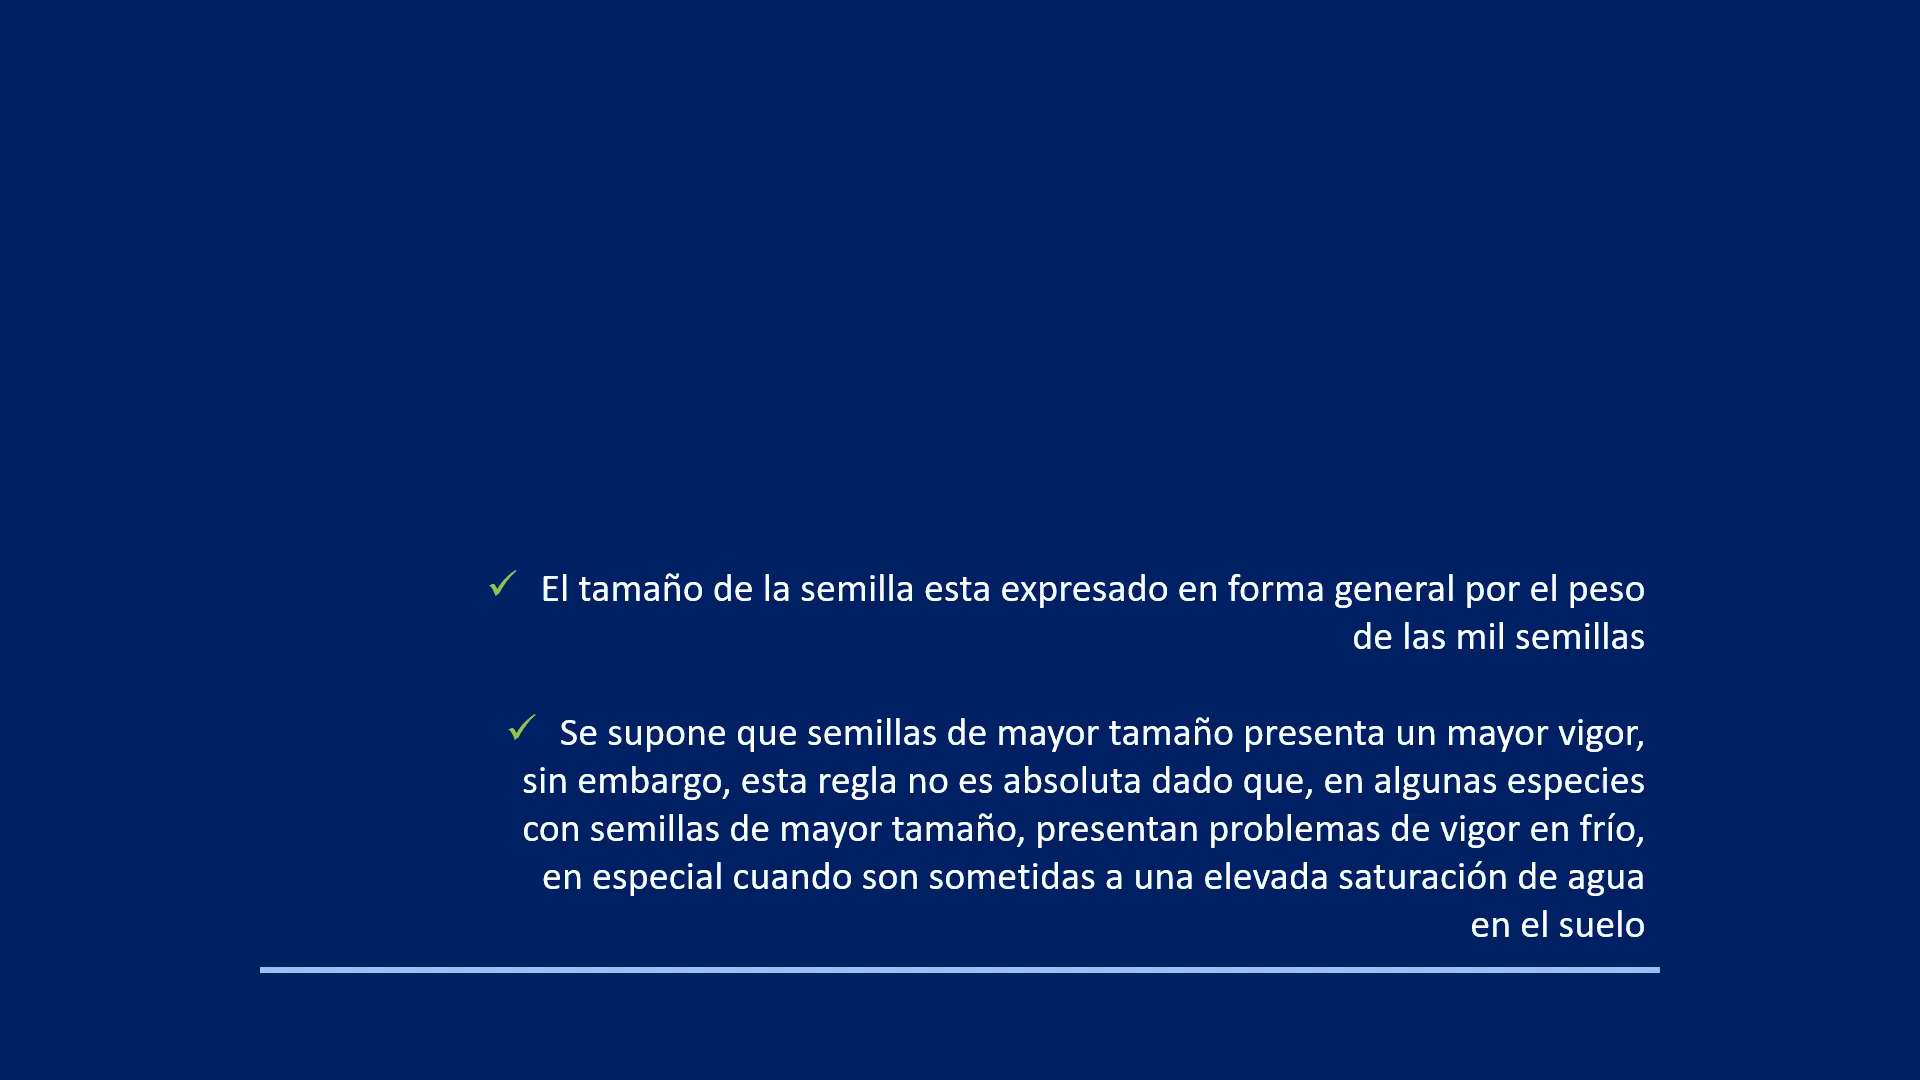 ✓ El tamaño de la semilla esta expresado en forma general por el peso
de las mil semillas
✓ Se supone que semillas de mayor tamaño presenta un mayor vigor,
sin embargo, esta regla no es absoluta dado que, en algunas especies
con semillas de mayor tamaño, presentan problemas de vigor en frío,
en especial cuando son sometidas a una elevada saturación de agua
en el suelo